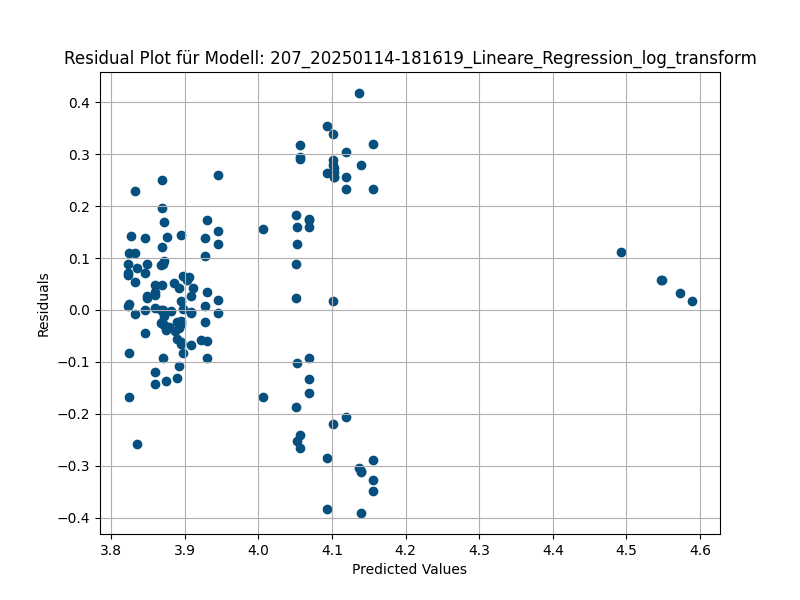 Residual Plot für Modell: 207_20250114-181619_Lineare_Regression_log_transform
0.4
0.3
0.2
0.1
0.0
−0.1
−0.2
−0.3
−0.4
Residuals
3.8 3.9 4.0 4.1 4.2 4.3 4.4 4.5 4.6
Predicted Values